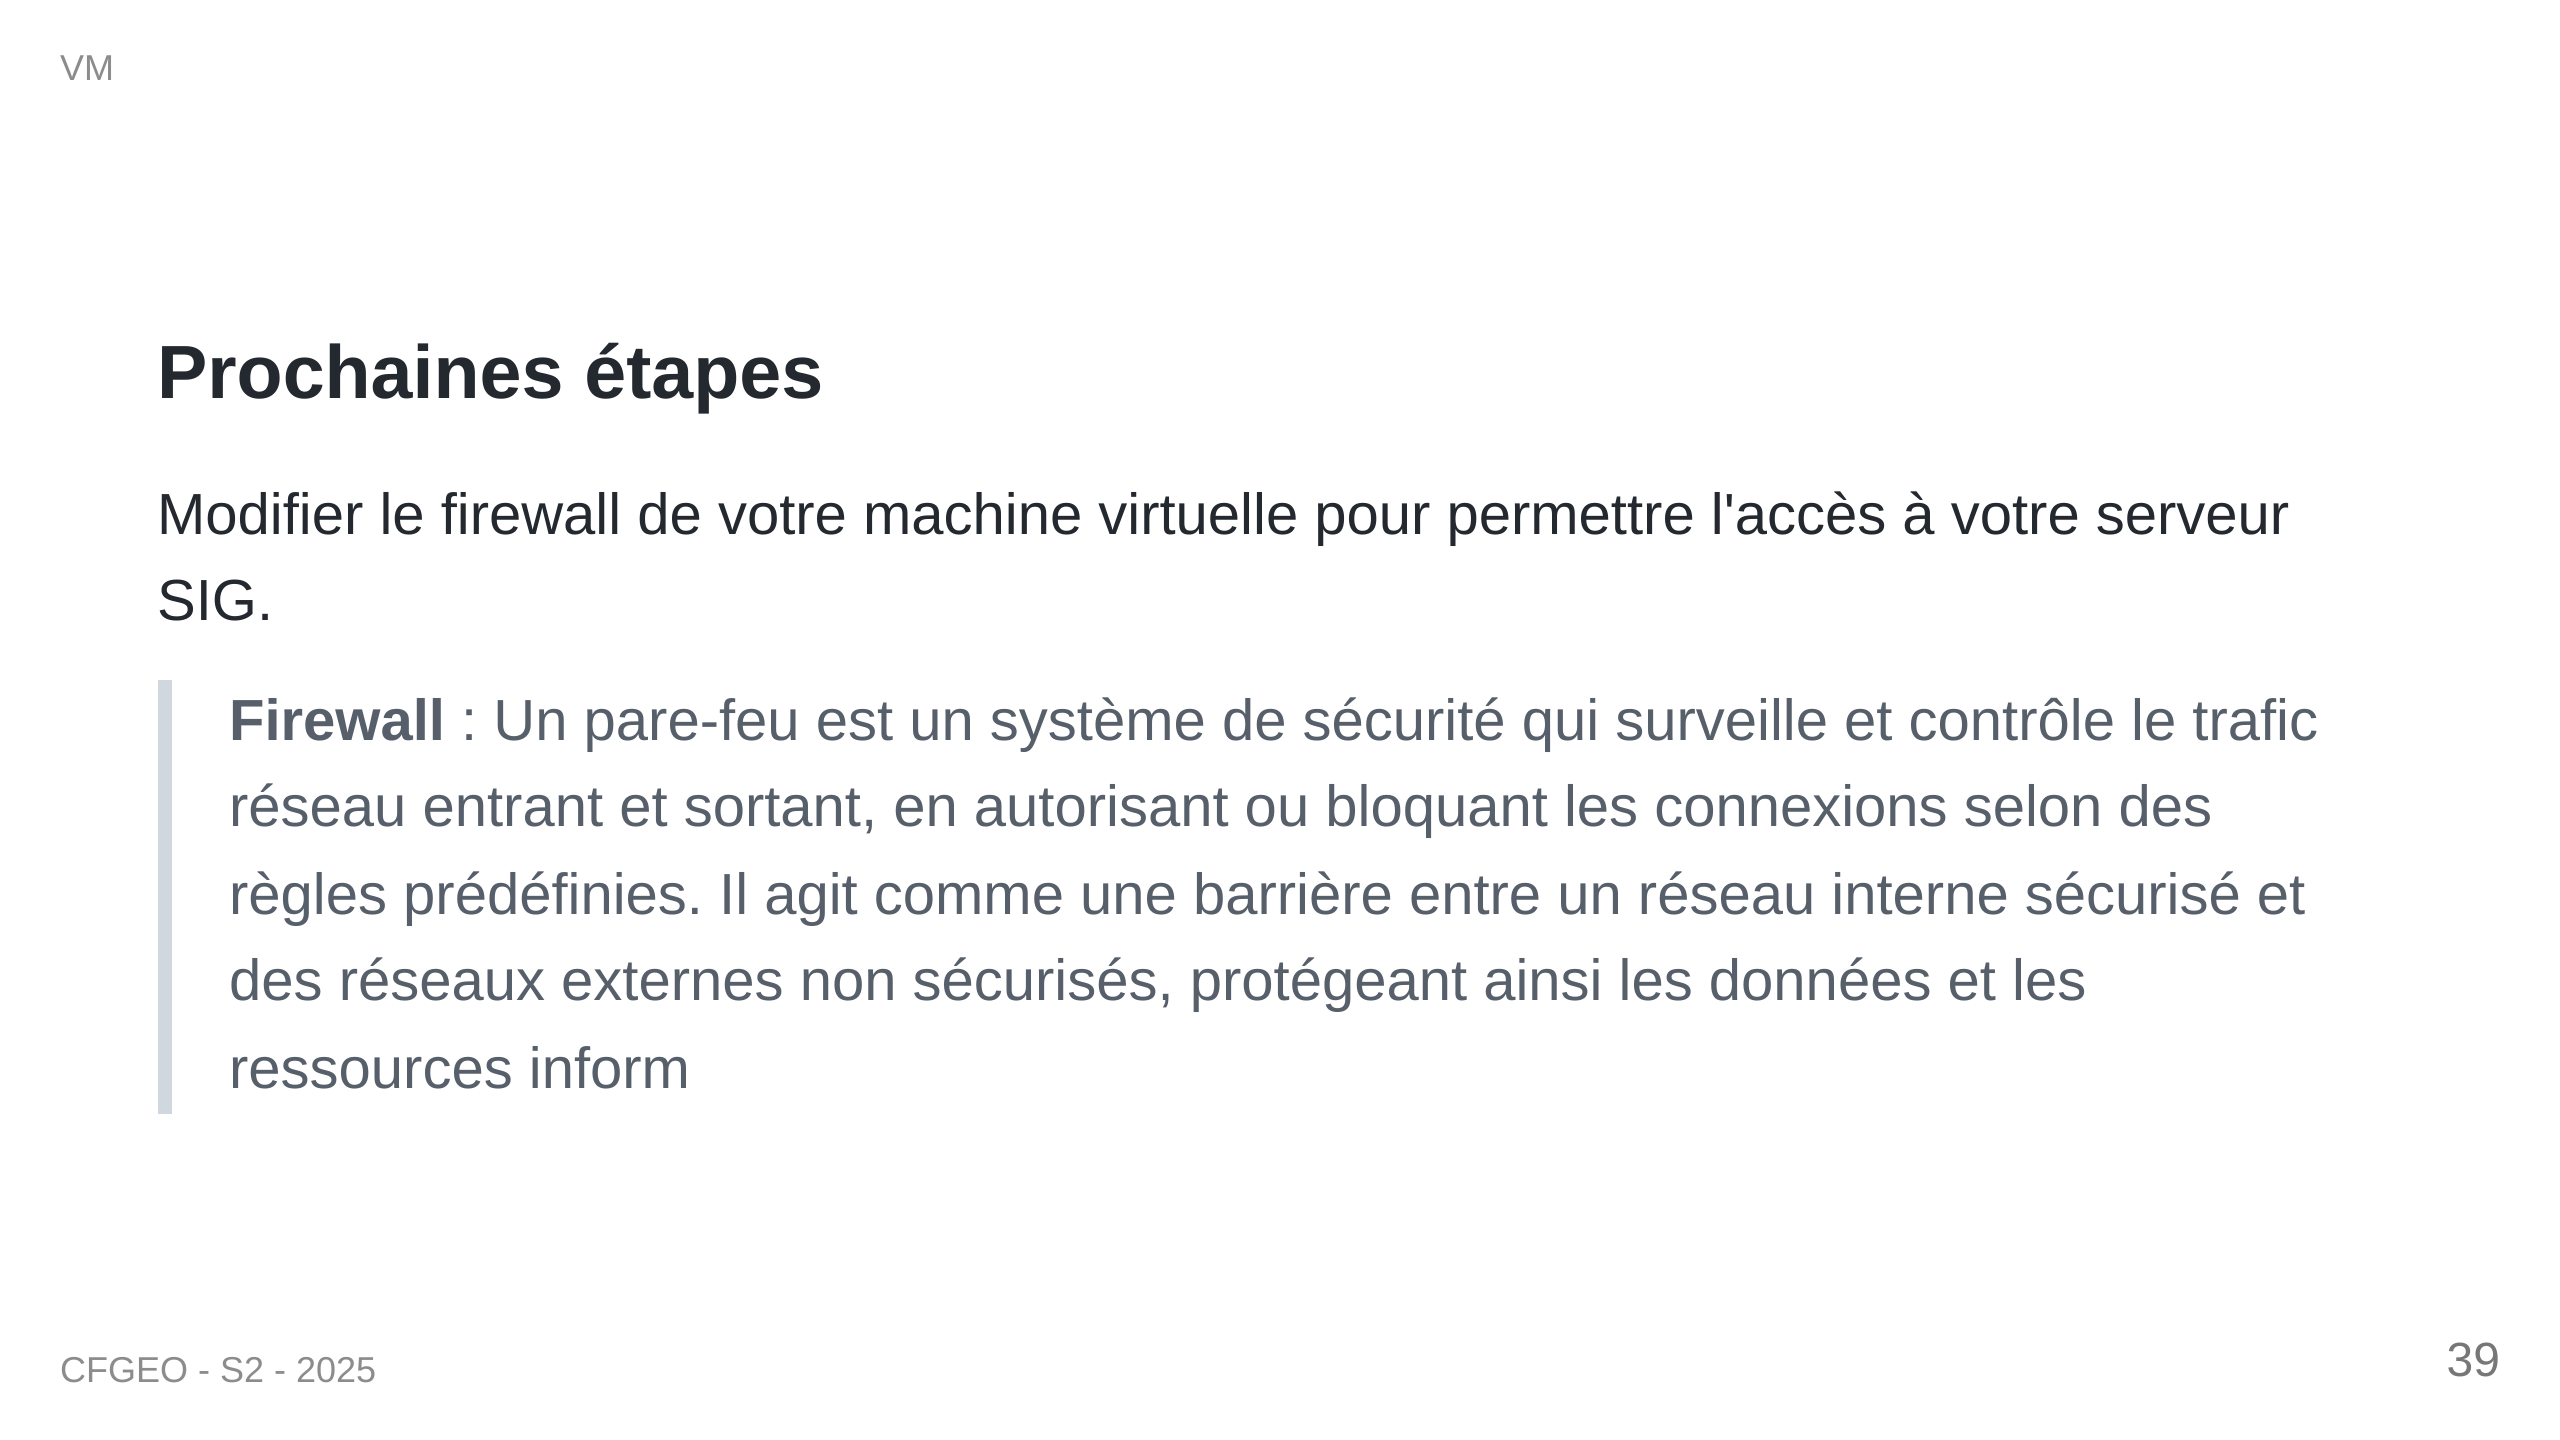 VM
Prochaines étapes
Modifier le firewall de votre machine virtuelle pour permettre l'accès à votre serveur
SIG.
Firewall : Un pare-feu est un système de sécurité qui surveille et contrôle le trafic
réseau entrant et sortant, en autorisant ou bloquant les connexions selon des
règles prédéfinies. Il agit comme une barrière entre un réseau interne sécurisé et
des réseaux externes non sécurisés, protégeant ainsi les données et les
ressources inform
CFGEO - S2 - 2025
39